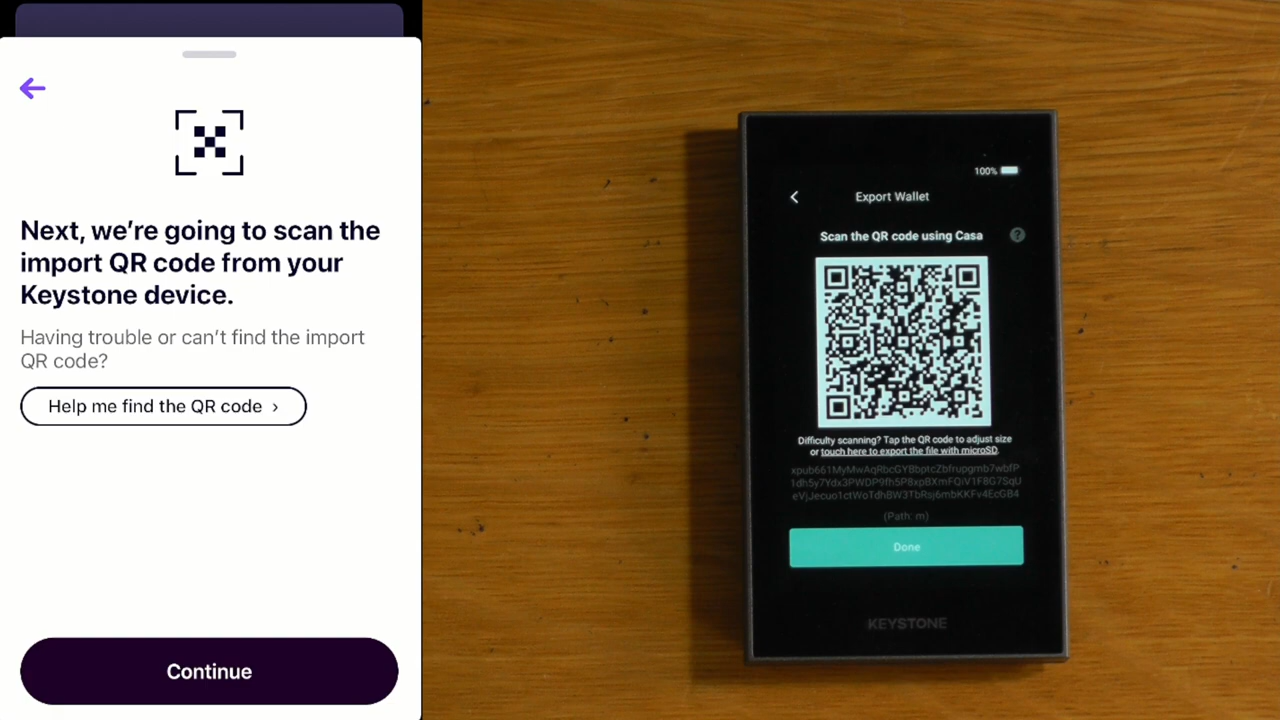 Next, we're going to scan the
import QR code from your
Keystone device.
Having trouble or can't find the import
QR code?
Help me find the QR code ›
Continue
100%
Export Wallet
Scan the QR code using Casa
?
Difficulty scanning? Tap the QR code to adjust size
or touch here to export the file with microSD.
(Path: m)
Done
KEYSTONE